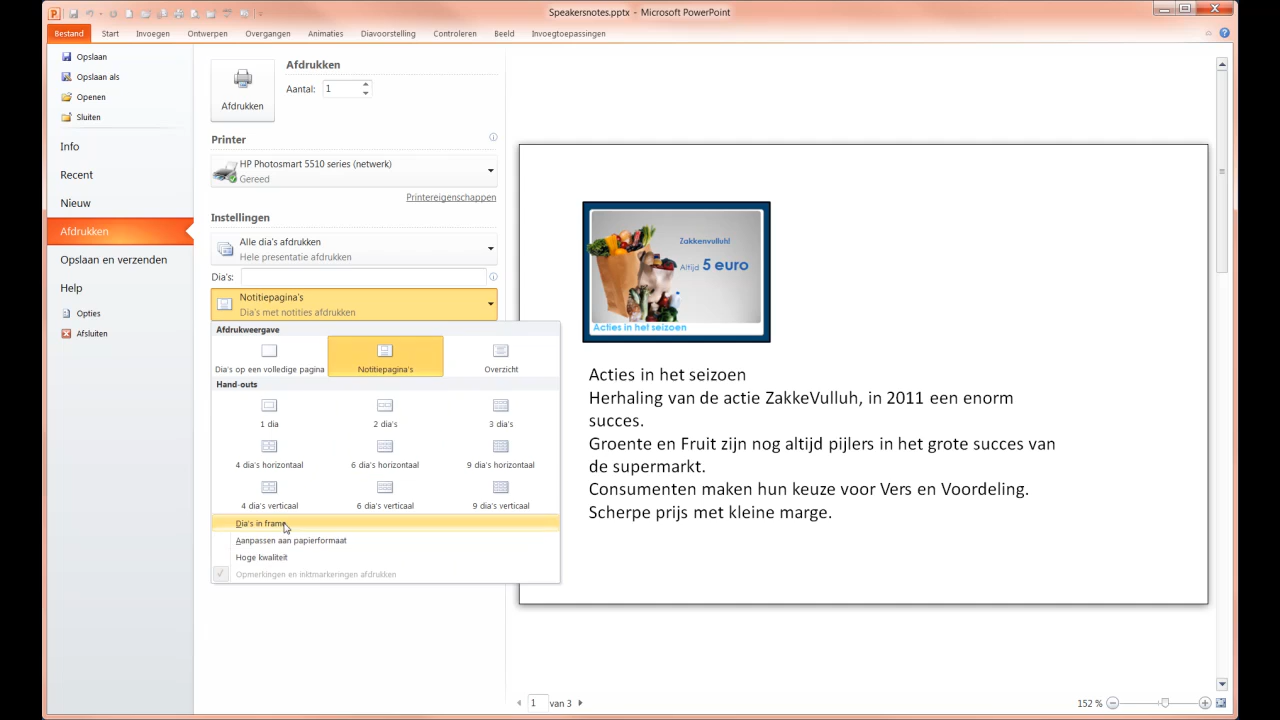 Speakersnotes.pptx - Microsoft PowerPoint
Bestand Start Invoegen Ontwerpen Overgangen Animaties Diavoorstelling Controleren Beeld Invoegtoepassingen
Opslaan
Opslaan als
Openen
Sluiten
Info
Recent
Nieuw
Afdrukken
Opslaan en verzenden
Help
Opties
Afsluiten
Afdrukken
Afdrukken
Aantal: 1
Printer
HP Photosmart 5510 series (netwerk)
Gereed
Printereigenschappen
Instellingen
Alle dia's afdrukken
Hele presentatie afdrukken
Dia's:
Notitiepagina's
Dia's met notities afdrukken
Afdrukweergave
Dia's op een volledige pagina Notitiepagina's Overzicht
Hand-outs
1 dia 2 dia's 3 dia's
4 dia's horizontaal 6 dia's horizontaal 9 dia's horizontaal
4 dia's verticaal 6 dia's verticaal 9 dia's verticaal
Dia's in frame
Aanpassen aan papierformaat
Hoge kwaliteit
Opmerkingen en inktmarkeringen afdrukken
Zakkenvulluh!
Altijd 5 euro
Acties in het seizoen
Acties in het seizoen
Herhaling van de actie ZakkeVulluh, in 2011 een enorm
succes.
Groente en Fruit zijn nog altijd pijlers in het grote succes van
de supermarkt.
Consumenten maken hun keuze voor Vers en Voordeling.
Scherpe prijs met kleine marge.
1 van 3
152 %